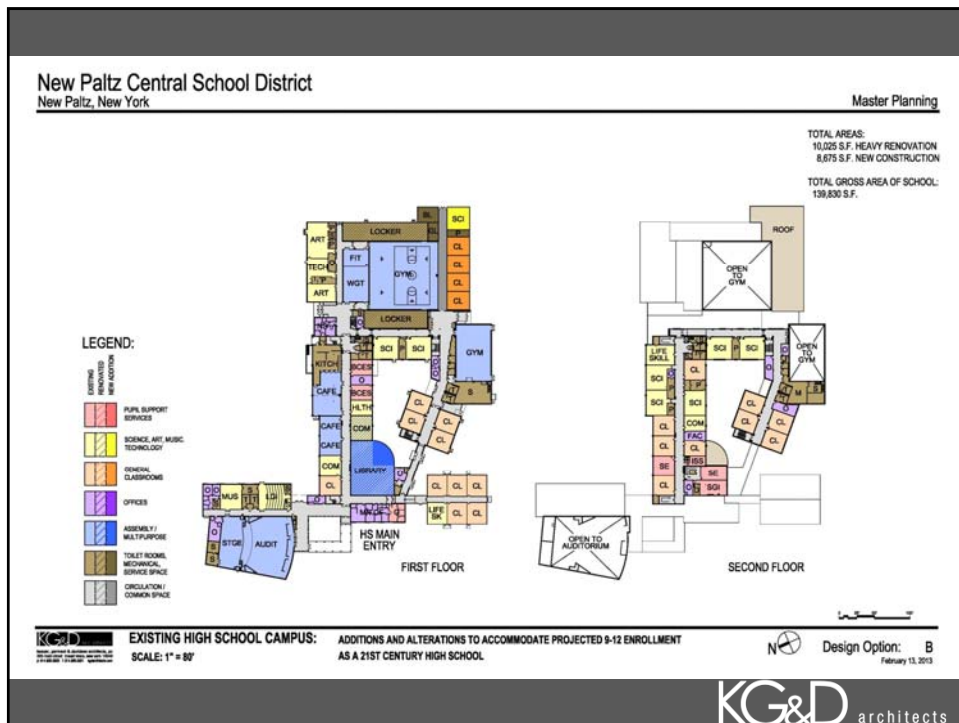 New Paltz Central School District
New Paltz, New York
Master Planning
TOTAL AREAS:
10,025 S.F. HEAVY RENOVATION
8,675 S.F. NEW CONSTRUCTION
TOTAL GROSS AREA OF SCHOOL:
139,830 S.F.
LEGEND:
EXISTING
RENOVATED
NEW ADDITION
PUPIL SUPPORT
SERVICES
SCIENCE, ART, MUSIC,
TECHNOLOGY
GENERAL
CLASSROOMS
OFFICES
ASSEMBLY /
MULTIPURPOSE
TOILET ROOMS,
MECHANICAL,
SERVICE SPACE
CIRCULATION /
COMMON SPACE
ART
TECH
P
ART
LOCKER
FIT
WGT
GYM
LOCKER
SCI
P
CL
CL
CL
CL
KITCH
CAFE
CAFE
CAFE
COM
CL
BCES
O
BCES
HLTH
COM
LIBRARY
SCI
P
SCI
GYM
S
CL
CL
CL
CL
CL
CL
CL
LIFE
SK
CL
CL
MUS
S
LGI
STGE
AUDIT
S
S
HS MAIN
ENTRY
FIRST FLOOR
ROOF
OPEN
TO
GYM
OPEN
TO
GYM
LIFE
SKILL
SCI
SCI
CL
SE
CL
CL
P
SCI
COM
FAC
CL
ISS
SE
SGI
SCI
P
SCI
O
M
S
O
CL
CL
CL
CL
OPEN TO
AUDITORIUM
SECOND FLOOR
KG&D
EXISTING HIGH SCHOOL CAMPUS:
SCALE: 1" = 80'
ADDITIONS AND ALTERATIONS TO ACCOMMODATE PROJECTED 9-12 ENROLLMENT
AS A 21ST CENTURY HIGH SCHOOL
N
Design Option: B
February 13, 2013
KG&D architects